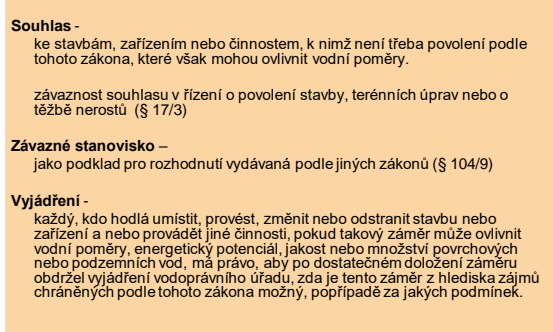 Souhlas -
ke stavbám, zařízením nebo činnostem, k nimž není třeba povolení podle
tohoto zákona, které však mohou ovlivnit vodní poměry.
závaznost souhlasu v řízení o povolení stavby, terénních úprav nebo o
těžbě nerostů (§ 17/3)
Závazné stanovisko –
jako podklad pro rozhodnutí vydávaná podle jiných zákonů (§ 104/9)
Vyjádření -
každý, kdo hodlá umístit, provést, změnit nebo odstranit stavbu nebo
zařízení a nebo provádět jiné činnosti, pokud takový záměr může ovlivnit
vodní poměry, energetický potenciál, jakost nebo množství povrchových
nebo podzemních vod, má právo, aby po dostatečném doložení záměru
obdržel vyjádření vodoprávního úřadu, zda je tento záměr z hlediska zájmů
chráněných podle tohoto zákona možný, popřípadě za jakých podmínek.